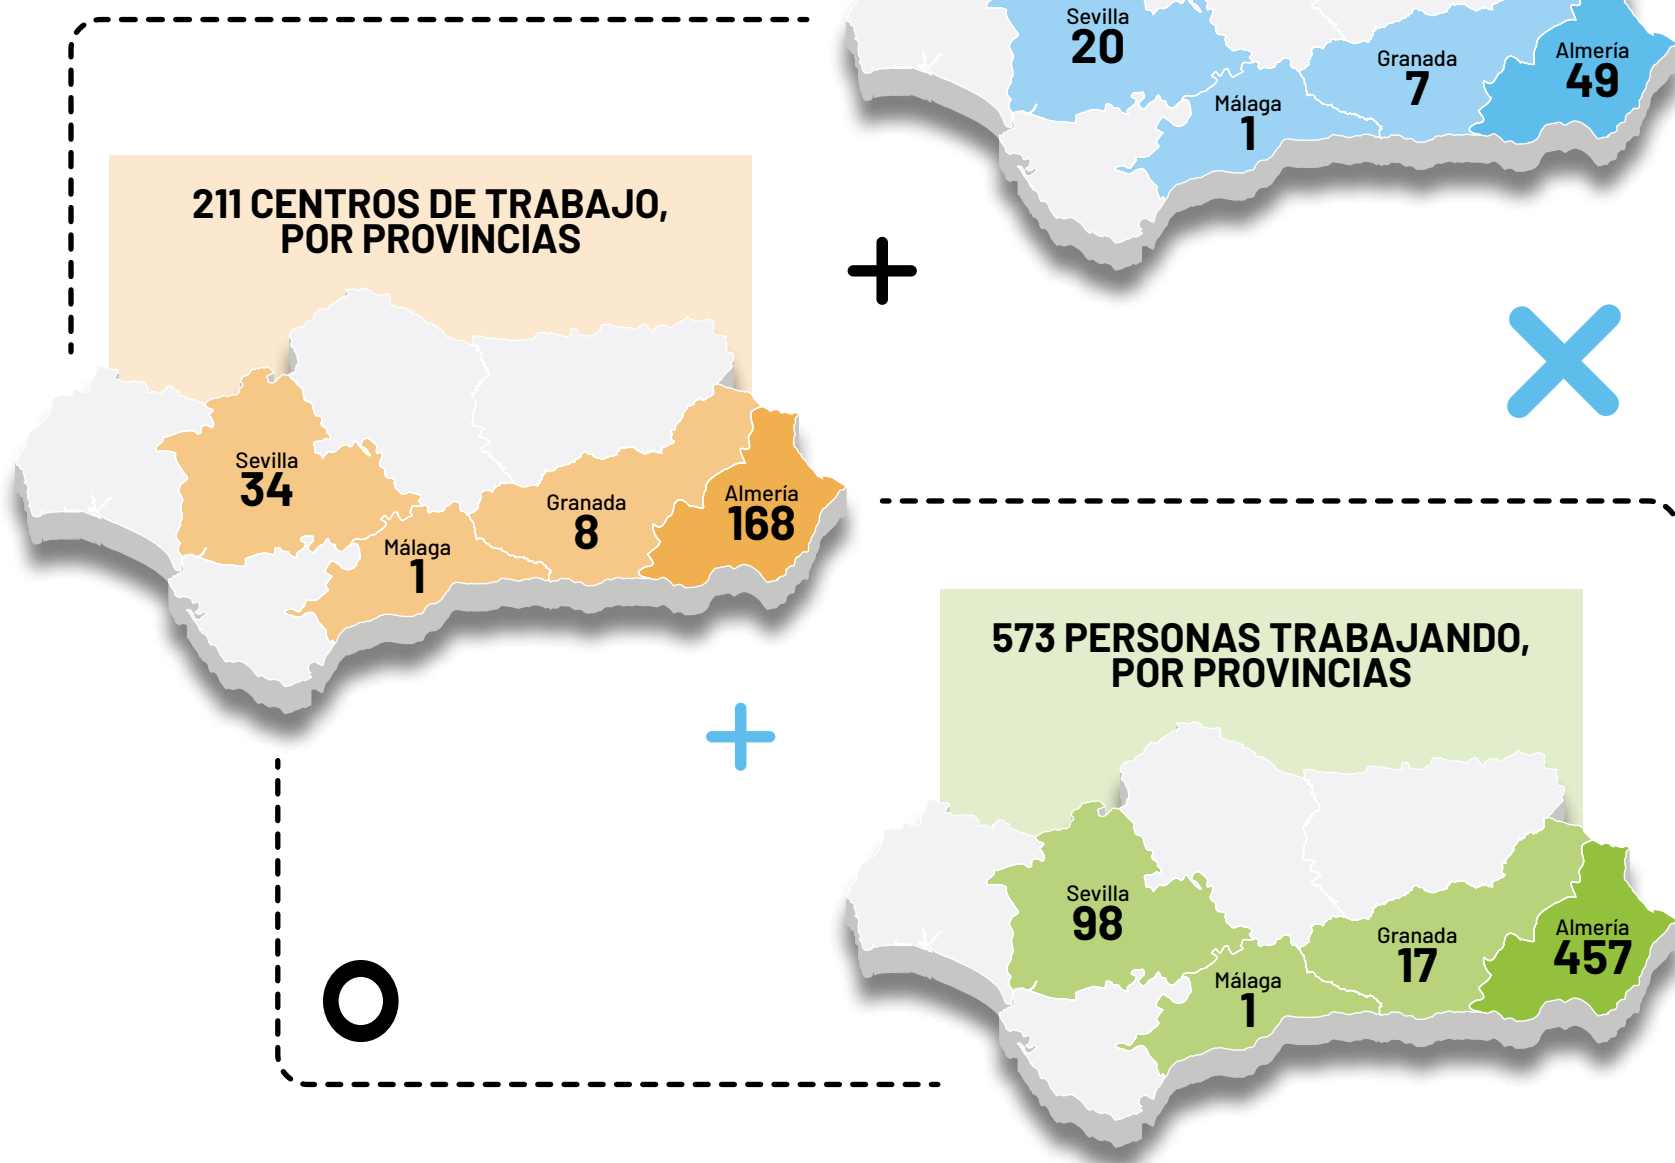 Sevilla
20
Granada
7
Almería
49
Málaga
1
211 CENTROS DE TRABAJO,
POR PROVINCIAS
Sevilla
34
Granada
8
Almería
168
Málaga
1
573 PERSONAS TRABAJANDO,
POR PROVINCIAS
Sevilla
98
Granada
17
Almería
457
Málaga
1